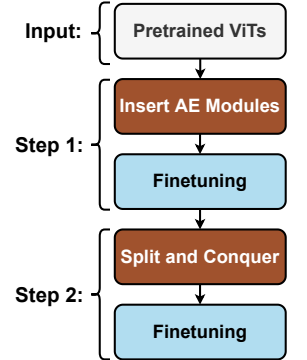 Input:
Pretrained ViTs
Step 1:
Insert AE Modules
Finetuning
Step 2:
Split and Conquer
Finetuning